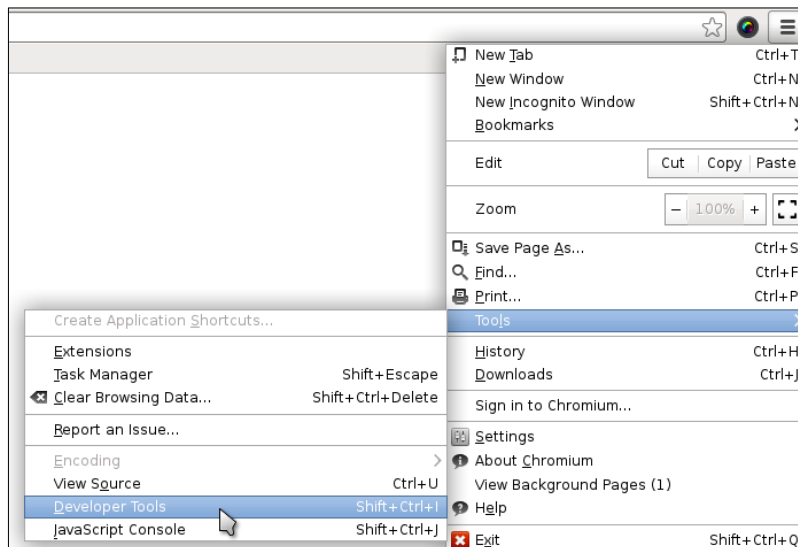 New Tab Ctrl+T
New Window Ctrl+N
New Incognito Window Shift+Ctrl+N
Bookmarks
Edit Cut Copy Paste
Zoom - 100% +
Save Page As... Ctrl+S
Find... Ctrl+F
Print... Ctrl+P
Tools
History Ctrl+H
Downloads Ctrl+J
Sign in to Chromium...
Settings
About Chromium
View Background Pages (1)
Help
Exit Shift+Ctrl+Q
Create Application Shortcuts...
Extensions
Task Manager Shift+Escape
Clear Browsing Data... Shift+Ctrl+Delete
Report an Issue...
Encoding
View Source Ctrl+U
Developer Tools Shift+Ctrl+I
JavaScript Console Shift+Ctrl+J